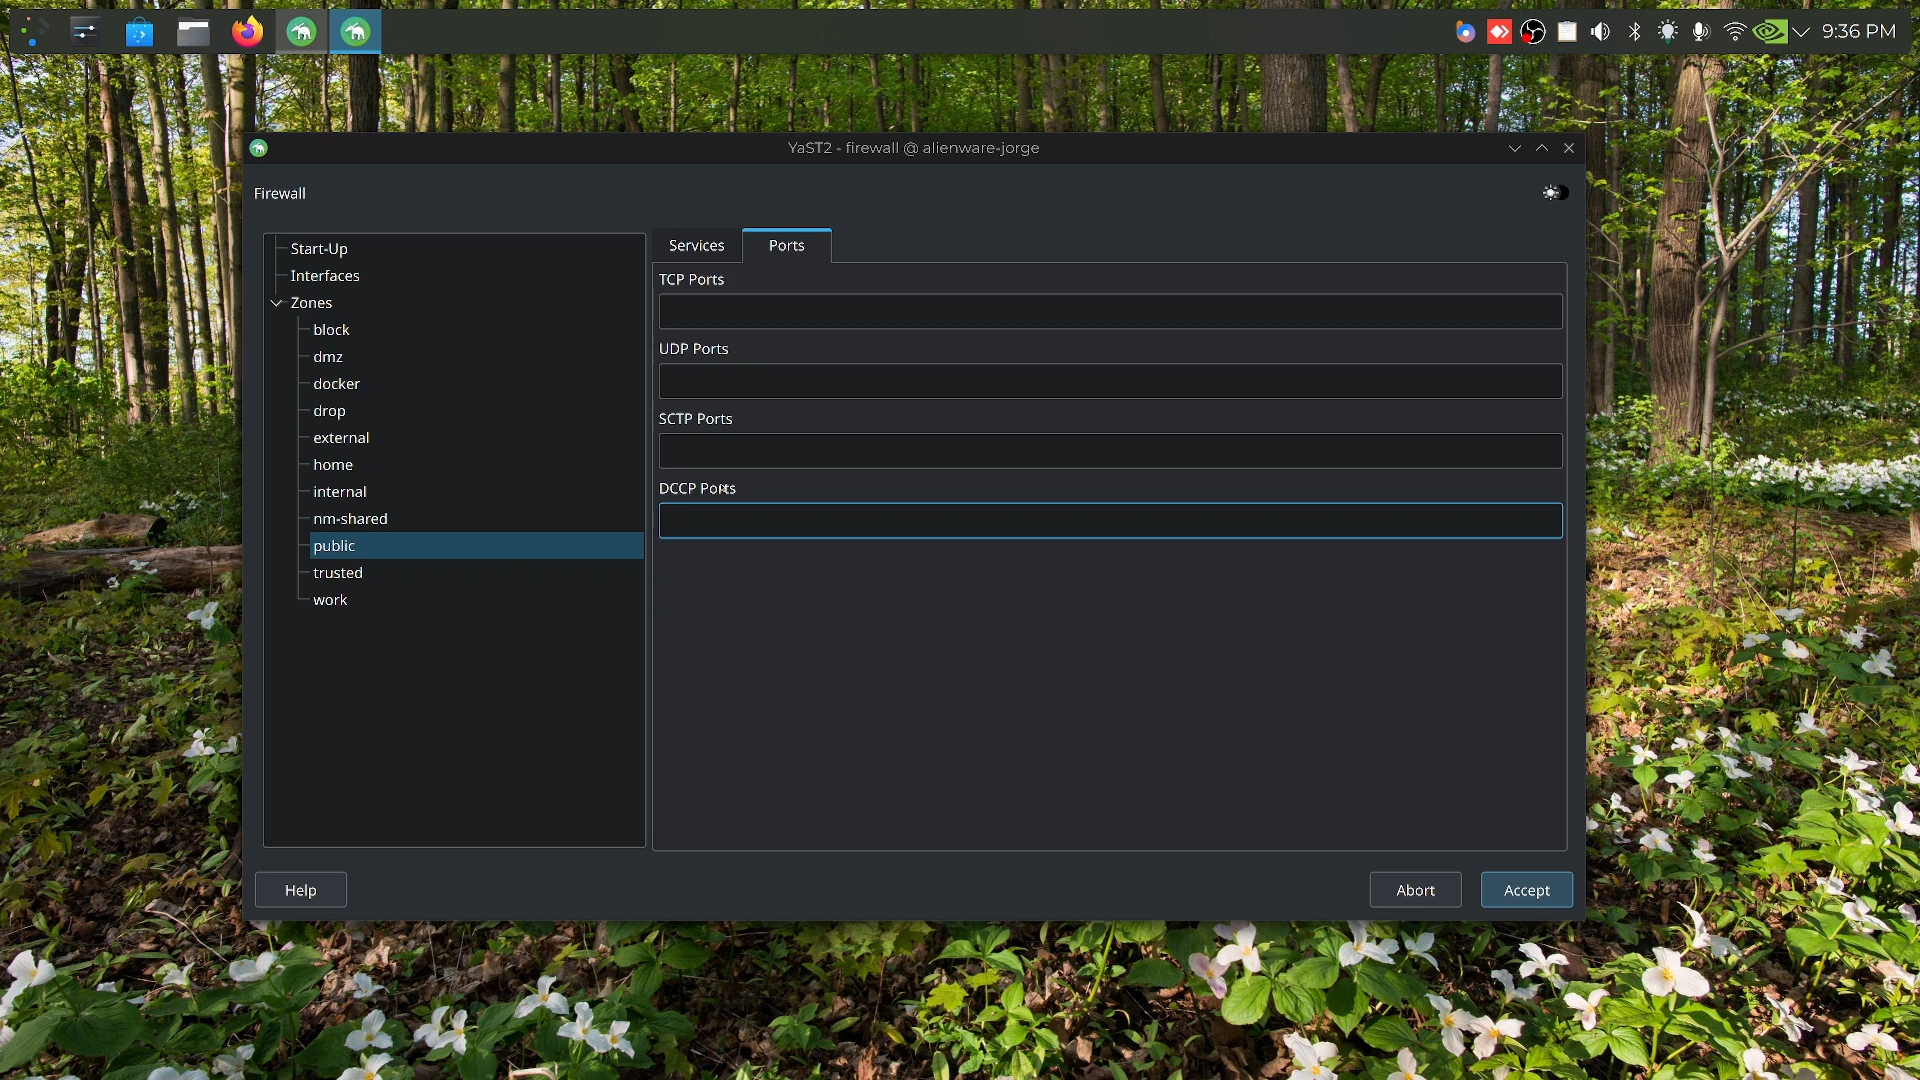 9:36 PM
YaST2 - firewall @ alienware-jorge
Firewall
Start-Up
Interfaces
Zones
block
dmz
docker
drop
external
home
internal
nm-shared
public
trusted
work
Services
Ports
TCP Ports
UDP Ports
SCTP Ports
DCCP Ports
Help
Abort
Accept